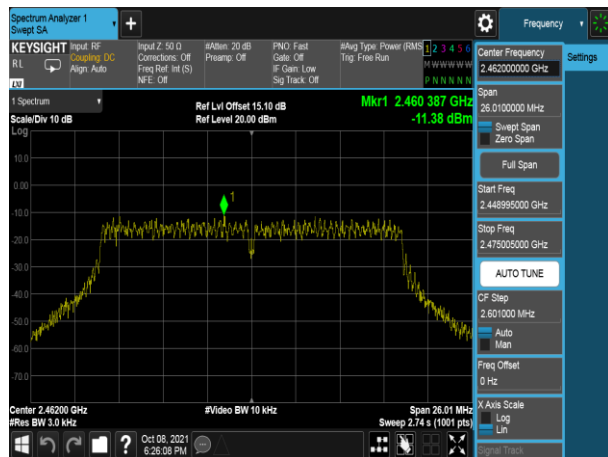 Spectrum Analyzer 1
Swept SA
+
Frequency
KEYSIGHT
RL
LXI
Input: RF
Coupling: DC
Align: Auto
Input Z: 50 Ω
Corrections: Off
Freq Ref: Int (S)
NFE: Off
#Atten: 20 dB
Preamp: Off
PNO: Fast
Gate: Off
IF Gain: Low
Sig Track: Off
#Avg Type: Power (RMS
Trig: Free Run
1 2 3 4 5 6
M W W W W W
P N N N N N
Center Frequency
2.462000000 GHz
Settings
Span
26.0100000 MHz
Swept Span
Zero Span
Full Span
Start Freq
2.448995000 GHz
Stop Freq
2.475005000 GHz
AUTO TUNE
CF Step
2.601000 MHz
Auto
Man
Freq Offset
0 Hz
X Axis Scale
Log
Lin
Signal Track
1 Spectrum
Scale/Div 10 dB
Log
Ref Lvl Offset 15.10 dB
Ref Level 20.00 dBm
Mkr1 2.460 387 GHz
-11.38 dBm
10.0
0.00
-10.0
-20.0
-30.0
-40.0
-50.0
-60.0
-70.0
1
Center 2.46200 GHz
#Res BW 3.0 kHz
#Video BW 10 kHz
Span 26.01 MHz
Sweep 2.74 s (1001 pts)
?
Oct 08, 2021
6:26:08 PM